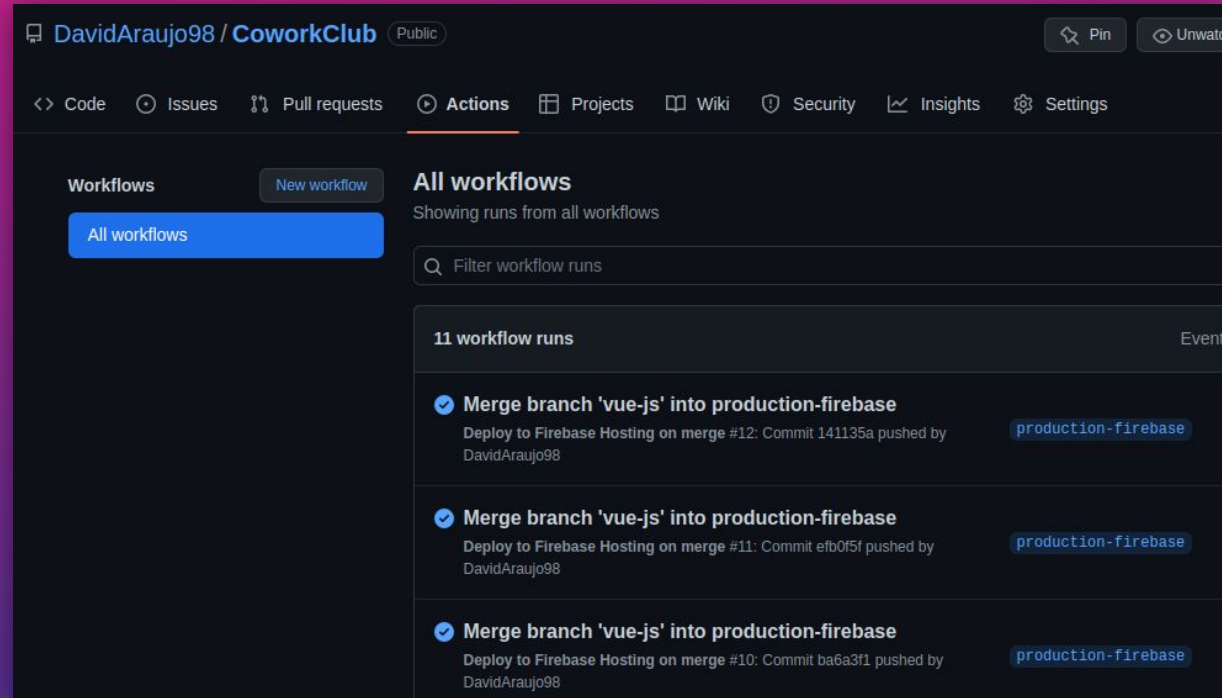 DavidAraujo98 / CoworkClub Public
Pin
Unwatc
Code Issues Pull requests Actions Projects Wiki Security Insights Settings
Workflows
New workflow
All workflows
All workflows
Showing runs from all workflows
Filter workflow runs
11 workflow runs
Event
Merge branch 'vue-js' into production-firebase
Deploy to Firebase Hosting on merge #12: Commit 141135a pushed by
DavidAraujo98
production-firebase
Merge branch 'vue-js' into production-firebase
Deploy to Firebase Hosting on merge #11: Commit efb0f5f pushed by
DavidAraujo98
production-firebase
Merge branch 'vue-js' into production-firebase
Deploy to Firebase Hosting on merge #10: Commit ba6a3f1 pushed by
DavidAraujo98
production-firebase